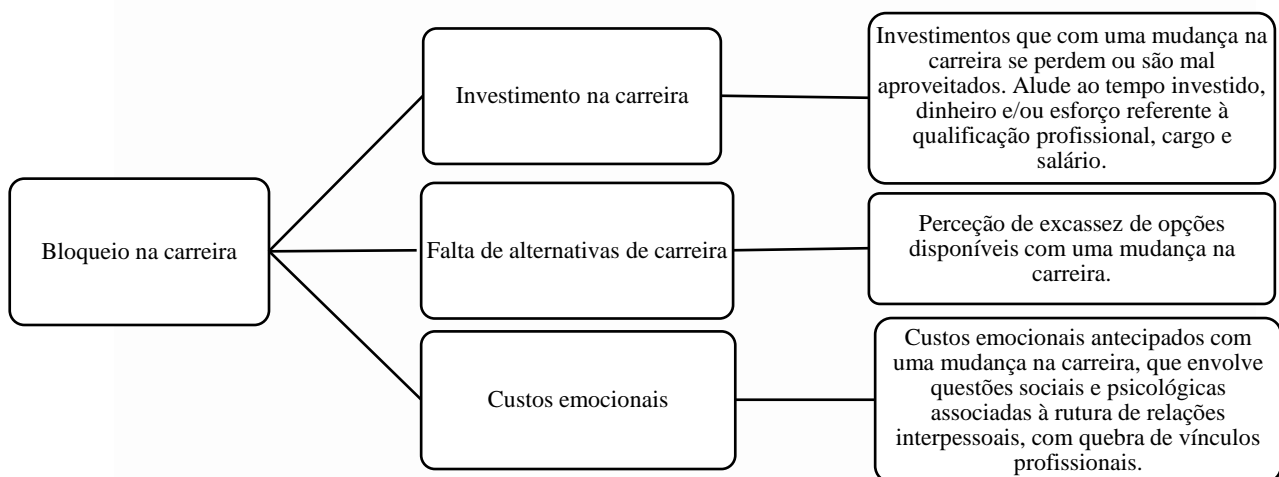 Bloqueio na carreira
Investimento na carreira
Investimentos que com uma mudança na
carreira se perdem ou são mal
aproveitados. Alude ao tempo investido,
dinheiro e/ou esforço referente à
qualificação profissional, cargo e
salário.
Falta de alternativas de carreira
Perceção de excassez de opções
disponíveis com uma mudança na
carreira.
Custos emocionais
Custos emocionais antecipados com
uma mudança na carreira, que envolve
questões sociais e psicológicas
associadas à rutura de relações
interpessoais, com quebra de vínculos
profissionais.